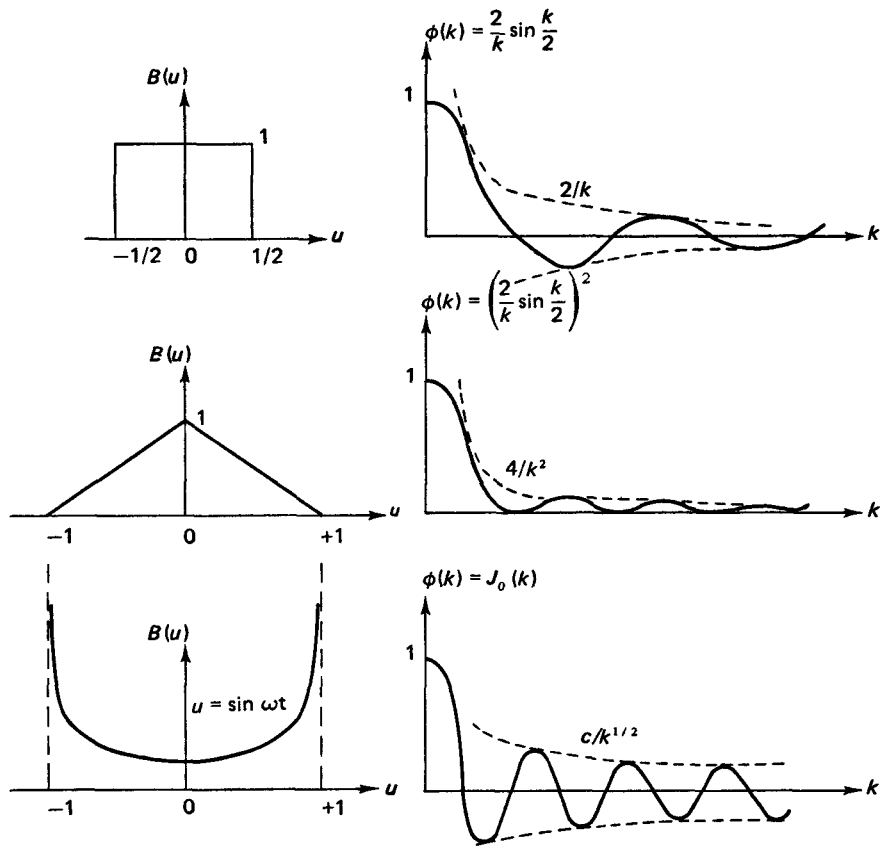 φ(k) = 2/k sin k/2
B(u)
1
1
2/k
u
k
−1/2 0 1/2
φ(k) = (2/k sin k/2)²
B(u)
1
1
4/k²
u
k
−1 0 +1
φ(k) = J₀(k)
B(u)
1
u = sin ωt
c/k^1/2
u
k
−1 0 +1